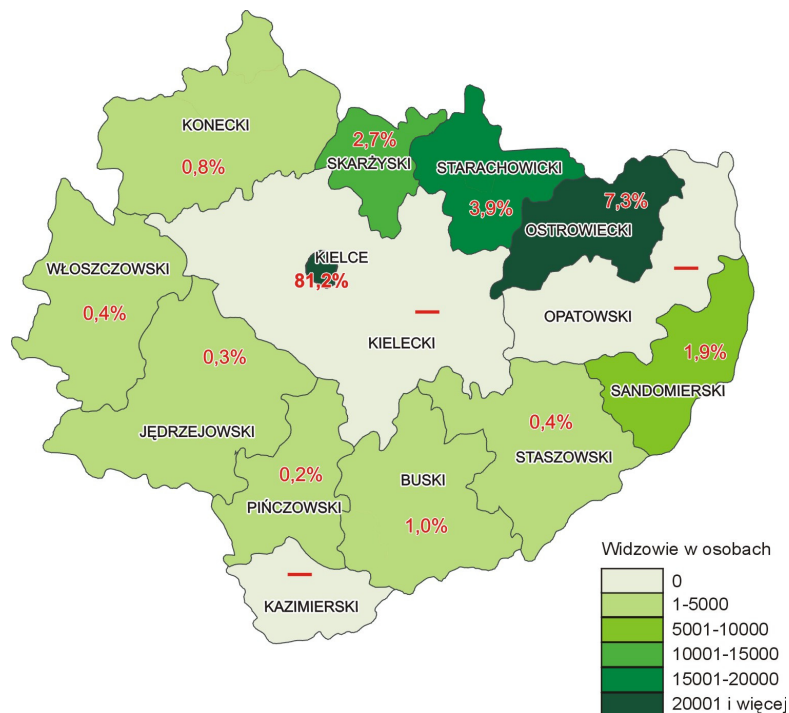 KONECKI
0,8%
2,7%
SKARŻYSKI
STARACHOWICKI
3,9%
7,3%
OSTROWIECKI
KIELCE
81,2%
WŁOSZCZOWSKI
0,4%
—
KIELECKI
—
OPATOWSKI
0,3%
JĘDRZEJOWSKI
1,9%
SANDOMIERSKI
0,4%
STASZOWSKI
0,2%
PIŃCZOWSKI
BUSKI
1,0%
—
KAZIMIERSKI
Widzowie w osobach
0
1-5000
5001-10000
10001-15000
15001-20000
20001 i więcej